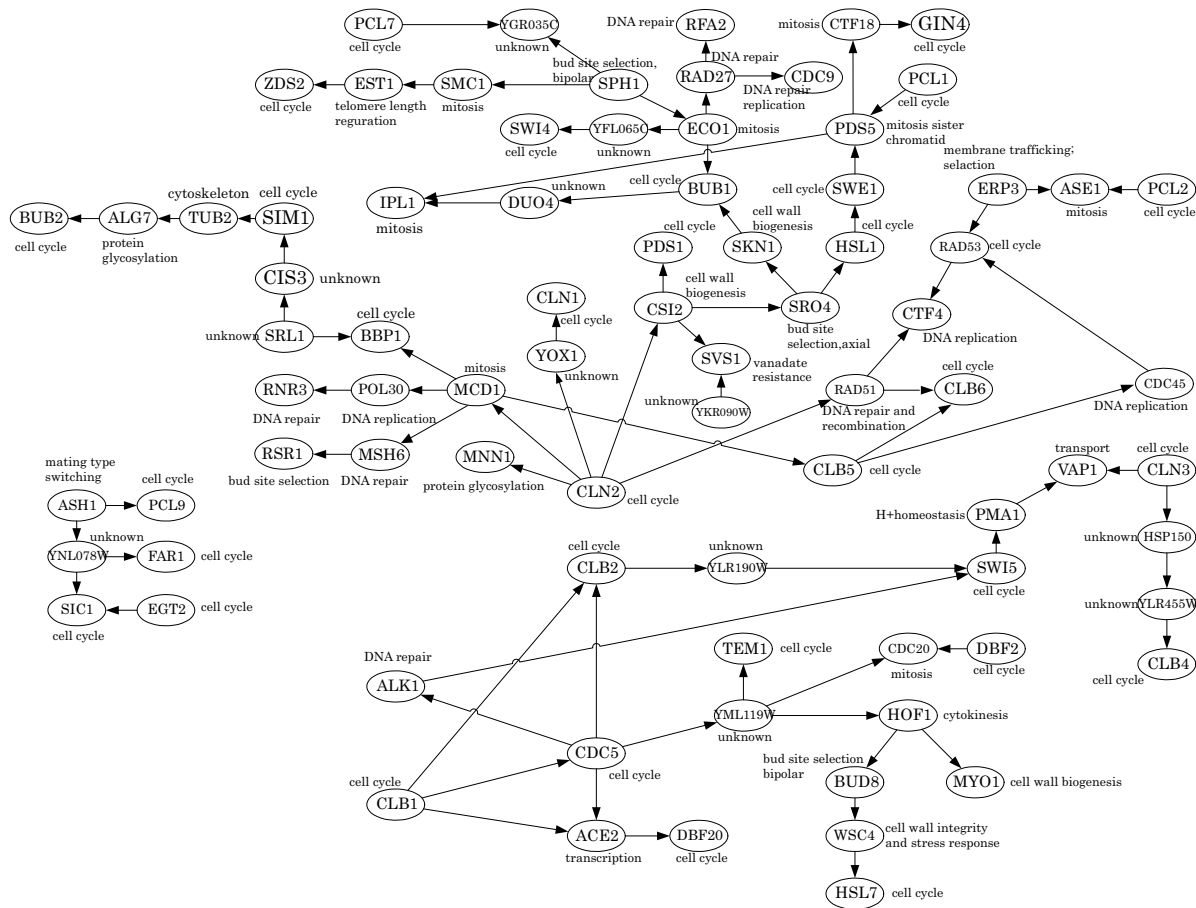 PCL7
cell cycle
YGR035C
unknown
DNA repair
RFA2
mitosis
CTF18
GIN4
cell cycle
bud site selection,
bipolar
SPH1
DNA repair
RAD27
CDC9
DNA repair
replication
PCL1
cell cycle
ZDS2
cell cycle
EST1
telomere length
reguration
SMC1
mitosis
SWI4
cell cycle
YFL065C
unknown
ECO1
mitosis
PDS5
mitosis sister
chromatid
membrane trafficking;
selaction
ERP3
ASE1
mitosis
PCL2
cell cycle
cell cycle
BUB1
unknown
DUO4
IPL1
mitosis
cell cycle
SWE1
cytoskeleton
cell cycle
BUB2
cell cycle
ALG7
protein
glycosylation
TUB2
SIM1
cell cycle
PDS1
cell wall
biogenesis
SKN1
cell cycle
HSL1
RAD53
cell cycle
CIS3
unknown
CLN1
cell cycle
cell wall
biogenesis
CSI2
SRO4
bud site
selection,axial
CTF4
DNA replication
unknown
SRL1
cell cycle
BBP1
YOX1
unknown
SVS1
vanadate
resistance
mitosis
MCD1
RNR3
DNA repair
POL30
DNA replication
unknown
YKR090W
RAD51
DNA repair and
recombination
cell cycle
CLB6
CDC45
DNA replication
RSR1
bud site selection
MSH6
DNA repair
MNN1
protein glycosylation
CLN2
cell cycle
CLB5
cell cycle
transport
VAP1
cell cycle
CLN3
mating type
switching
ASH1
cell cycle
PCL9
H+homeostasis
PMA1
unknown
HSP150
unknown
YNL078W
FAR1
cell cycle
cell cycle
CLB2
unknown
YLR190W
SWI5
cell cycle
SIC1
cell cycle
EGT2
cell cycle
unknown
YLR455W
DNA repair
ALK1
TEM1
cell cycle
CDC20
mitosis
DBF2
cell cycle
CLB4
cell cycle
YML119W
unknown
HOF1
cytokinesis
CDC5
cell cycle
bud site selection
bipolar
BUD8
MYO1
cell wall biogenesis
cell cycle
CLB1
ACE2
transcription
DBF20
cell cycle
WSC4
cell wall integrity
and stress response
HSL7
cell cycle